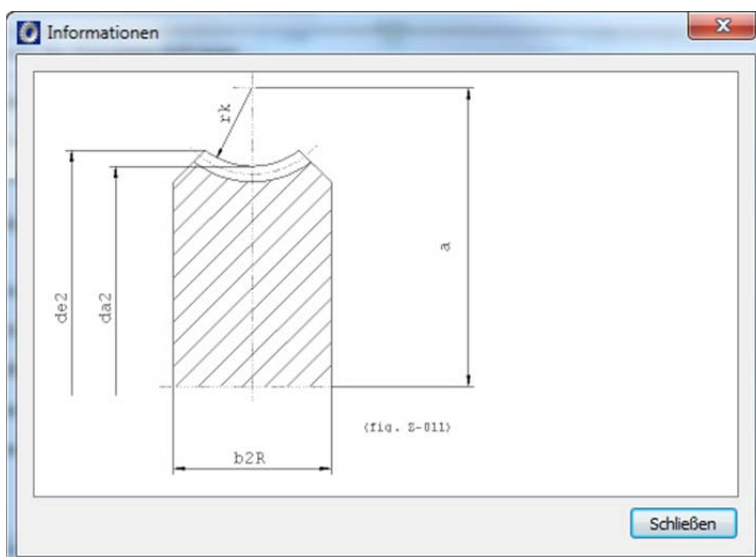 Informationen
rk
a
de2
da2
(fig. Z-011)
b2R
Schließen